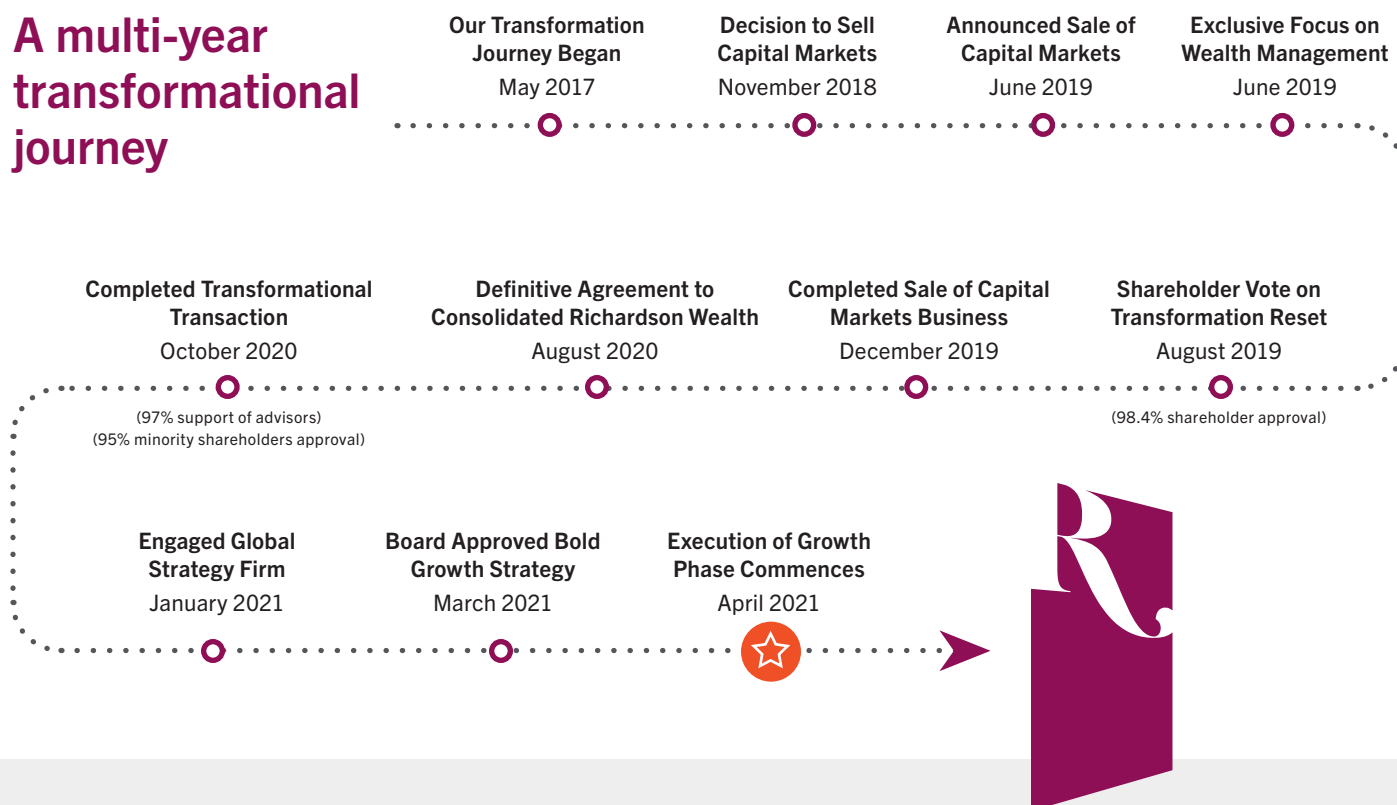 A multi-year
transformational
journey
Our Transformation
Journey Began
May 2017
Decision to Sell
Capital Markets
November 2018
Announced Sale of
Capital Markets
June 2019
Exclusive Focus on
Wealth Management
June 2019
Completed Transformational
Transaction
October 2020
(97% support of advisors)
(95% minority shareholders approval)
Definitive Agreement to
Consolidated Richardson Wealth
August 2020
Completed Sale of Capital
Markets Business
December 2019
Shareholder Vote on
Transformation Reset
August 2019
(98.4% shareholder approval)
Engaged Global
Strategy Firm
January 2021
Board Approved Bold
Growth Strategy
March 2021
Execution of Growth
Phase Commences
April 2021
R